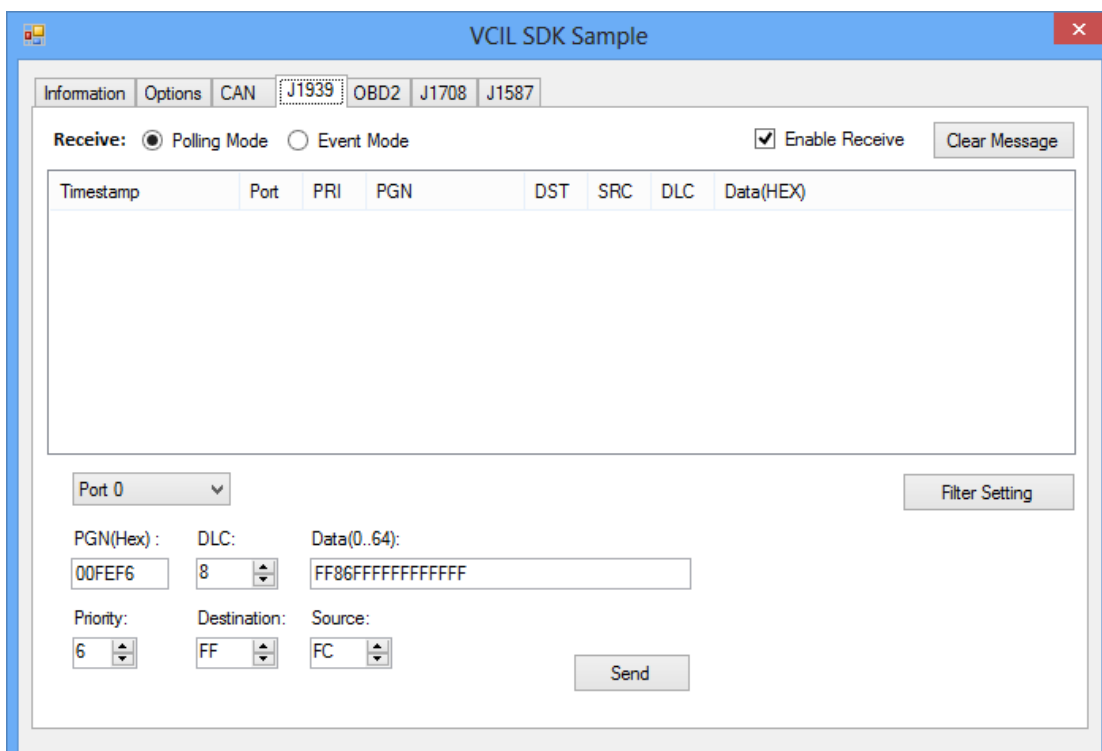 VCIL SDK Sample
Information Options CAN J1939 OBD2 J1708 J1587
Receive: Polling Mode Event Mode Enable Receive Clear Message
Timestamp Port PRI PGN DST SRC DLC Data(HEX)
Port 0 Filter Setting
PGN(Hex) : DLC: Data(0..64):
00FEF6 8 FF86FFFFFFFFFFFF
Priority: Destination: Source:
6 FF FC
Send